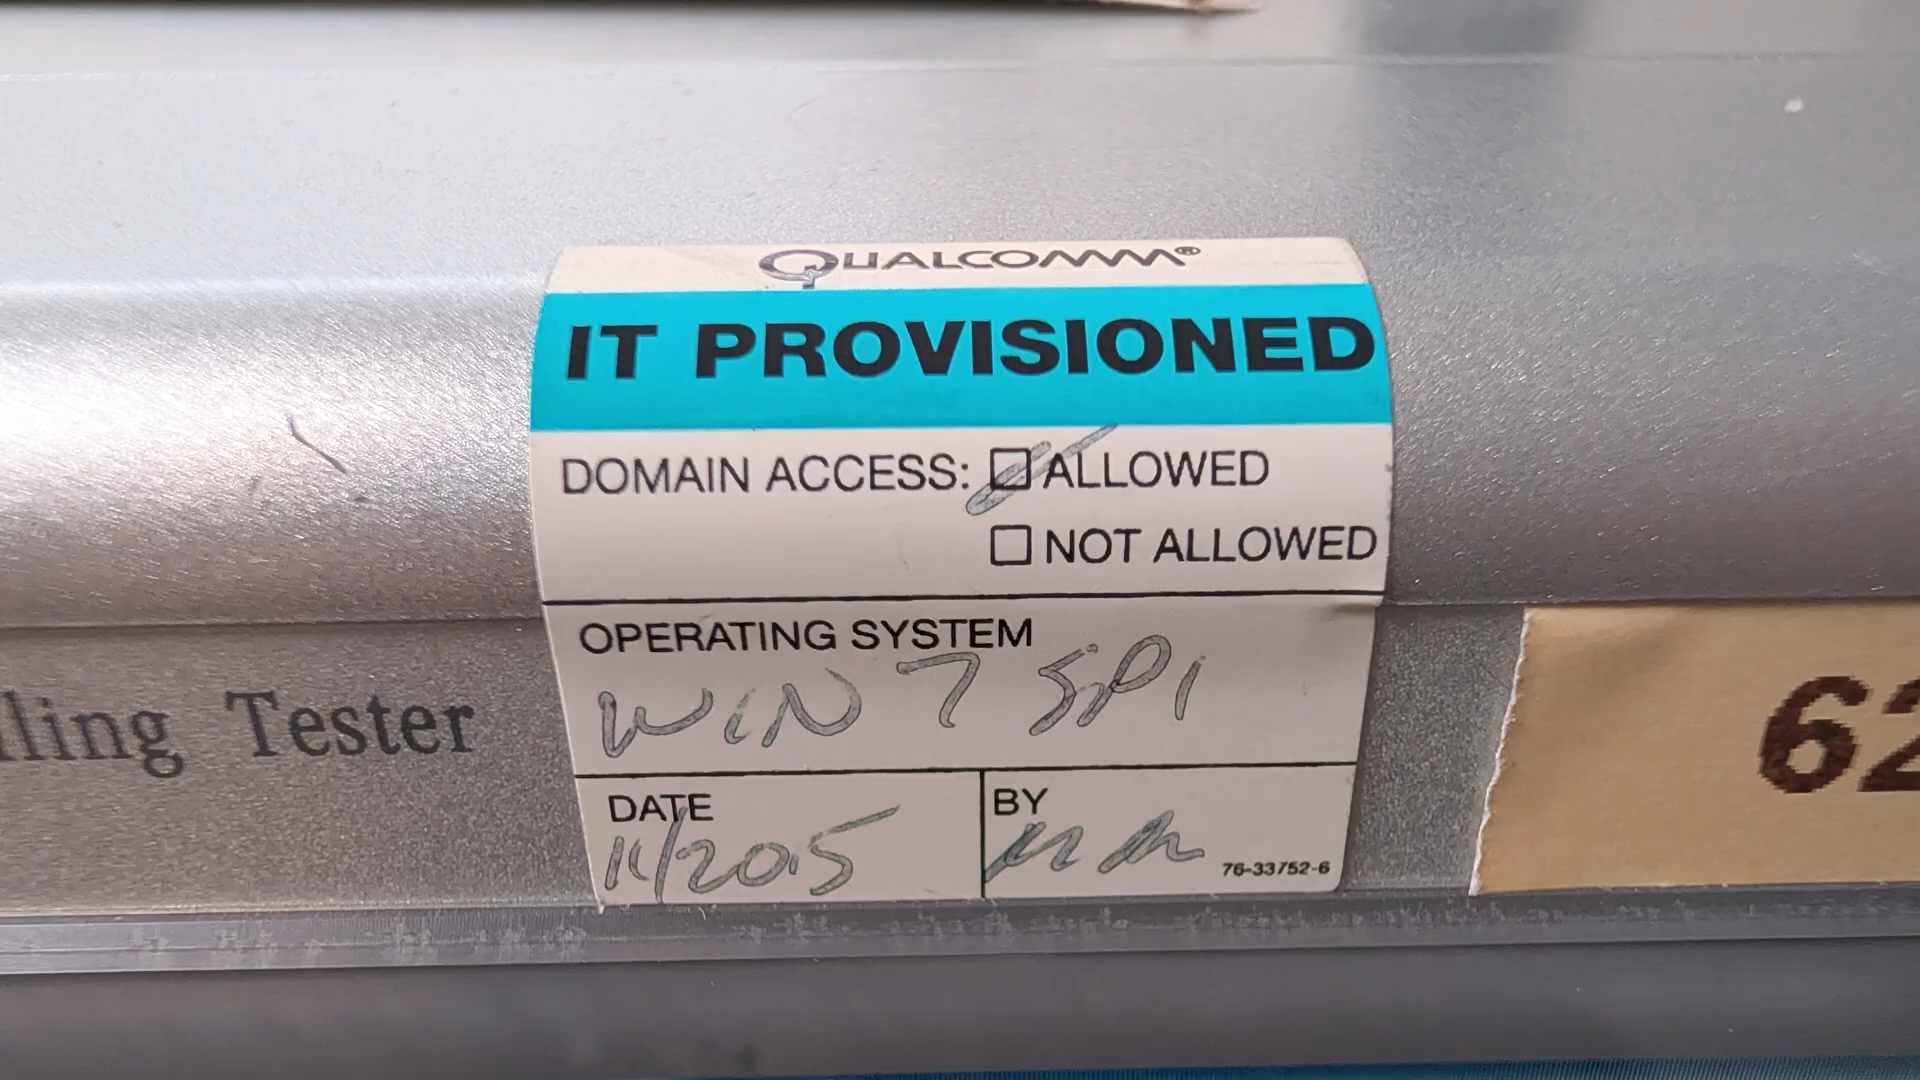 QUALCOMM®
IT PROVISIONED
DOMAIN ACCESS: ☐ ALLOWED
☐ NOT ALLOWED
OPERATING SYSTEM
WIN 7 SP1
DATE
11/2015
BY
76-33752-6
lling Tester
62